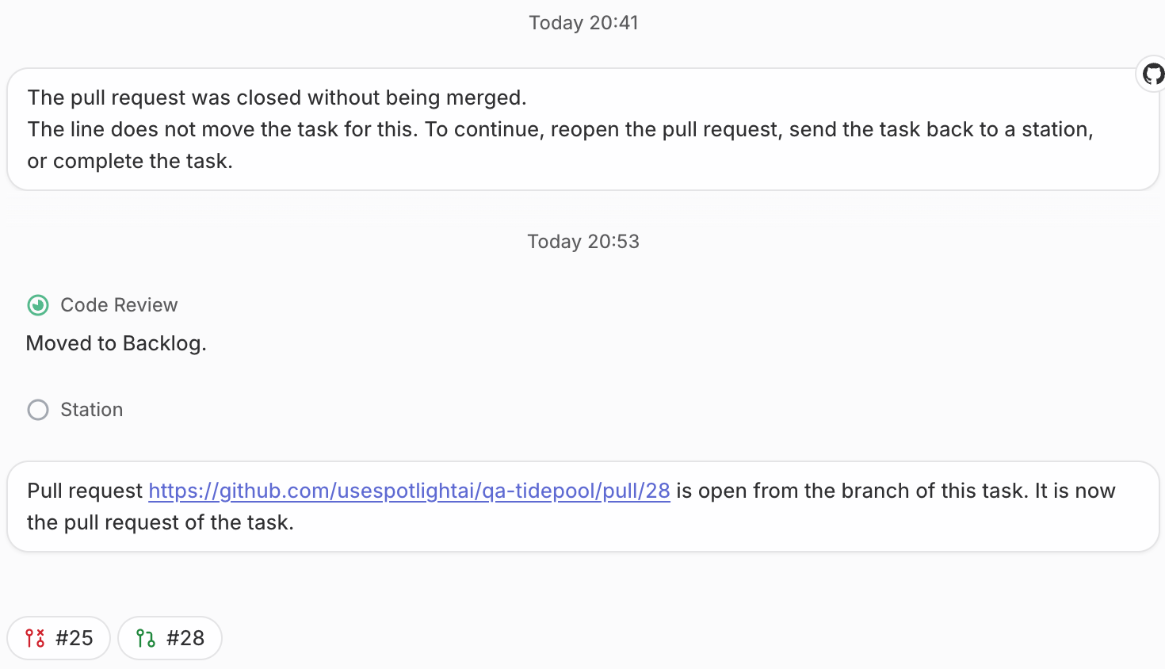 Today 20:41
The pull request was closed without being merged.
The line does not move the task for this. To continue, reopen the pull request, send the task back to a station,
or complete the task.
Today 20:53
Code Review
Moved to Backlog.
Station
Pull request https://github.com/usespotlightai/qa-tidepool/pull/28 is open from the branch of this task. It is now
the pull request of the task.
#25 #28